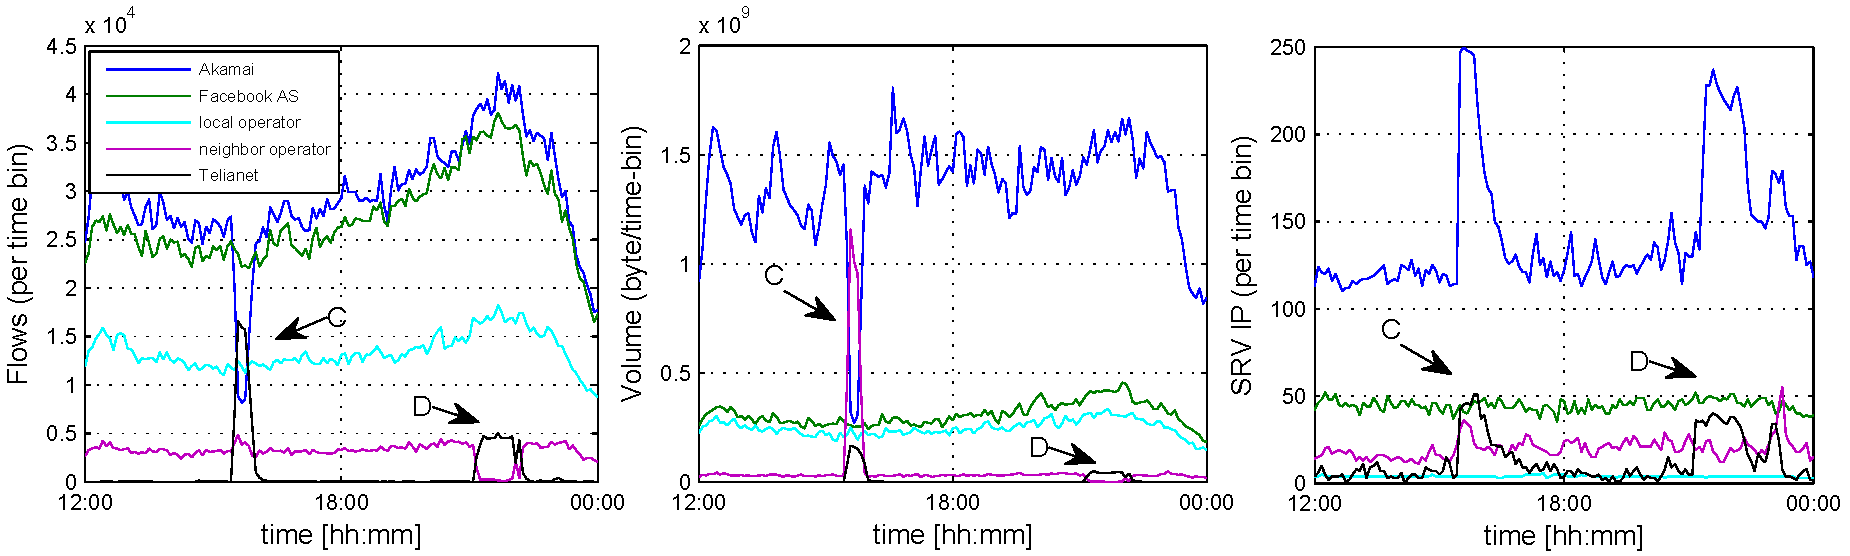 x 10^4
4.5
4
3.5
3
2.5
2
1.5
1
0.5
0
Flows (per time bin)
Akamai
Facebook AS
local operator
neighbor operator
Telianet
C
D
12:00 18:00 00:00
time [hh:mm]
x 10^9
2
1.5
1
0.5
0
Volume (byte/time-bin)
C
D
12:00 18:00 00:00
time [hh:mm]
250
200
150
100
50
0
SRV IP (per time bin)
C
D
12:00 18:00 00:00
time [hh:mm]